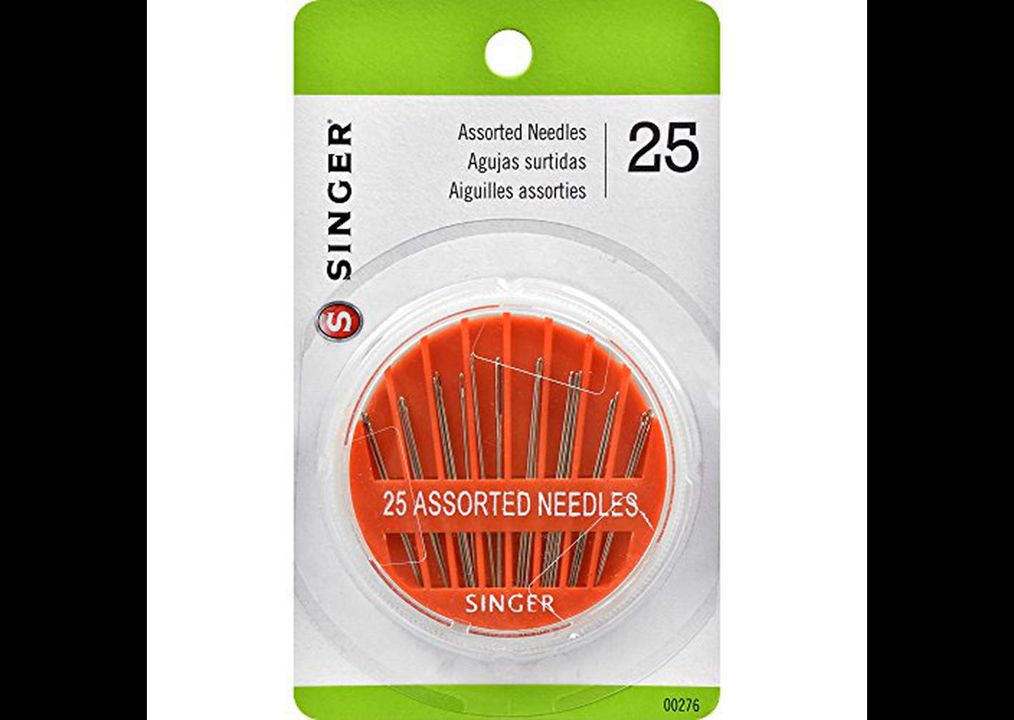 SINGER
Assorted Needles
Agujas surtidas
Aiguilles assorties
25
S
25 ASSORTED NEEDLES
SINGER
00276